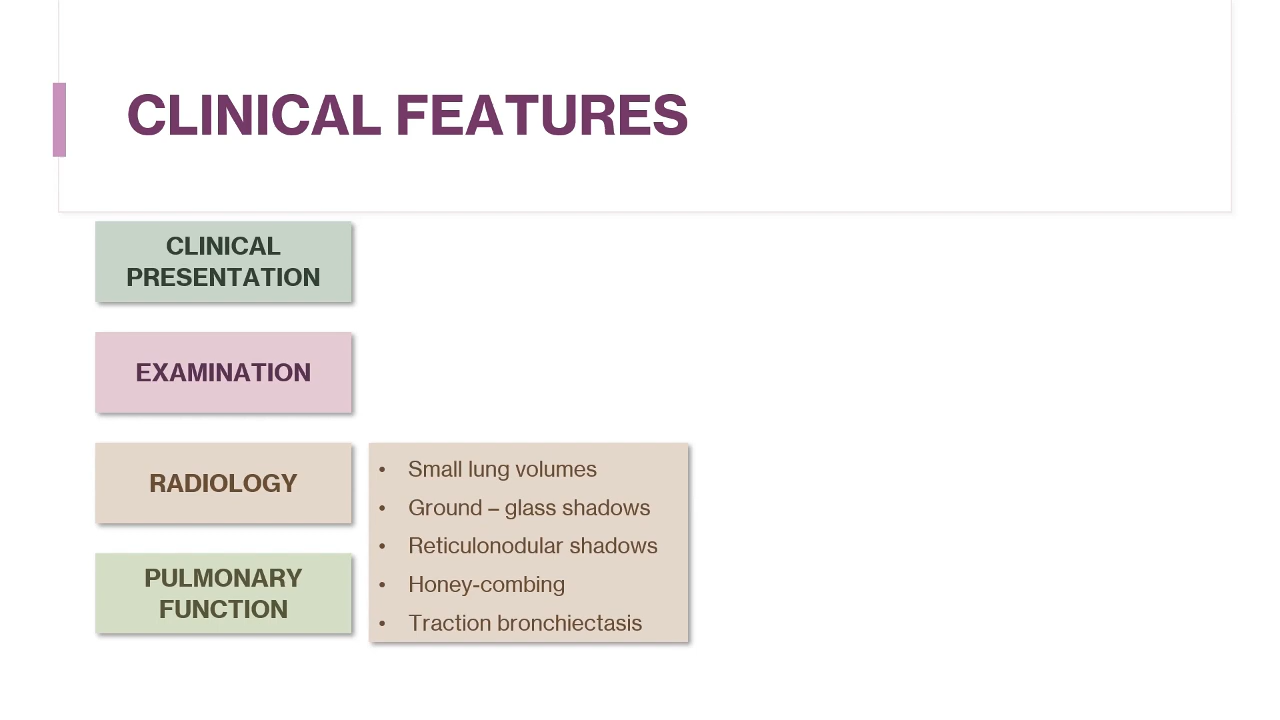 CLINICAL FEATURES
CLINICAL
PRESENTATION
EXAMINATION
RADIOLOGY
• Small lung volumes
• Ground – glass shadows
• Reticulonodular shadows
• Honey-combing
• Traction bronchiectasis
PULMONARY
FUNCTION